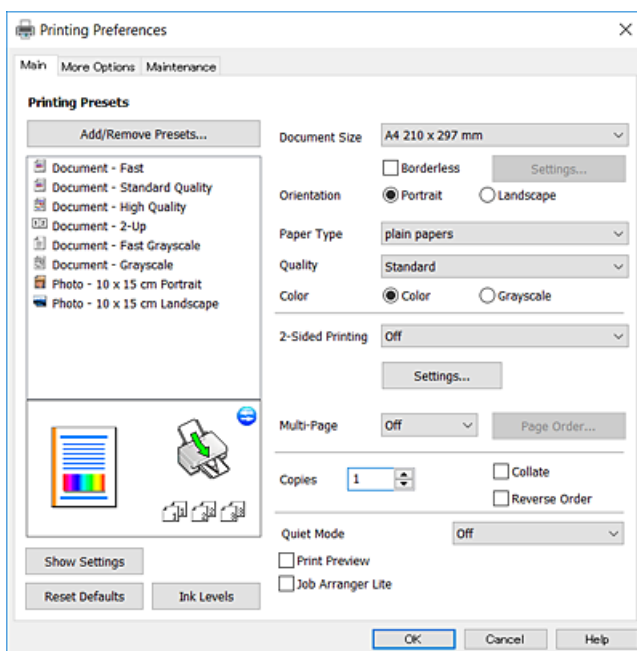 Printing Preferences
Main More Options Maintenance
Printing Presets
Add/Remove Presets...
Document - Fast
Document - Standard Quality
Document - High Quality
Document - 2-Up
Document - Fast Grayscale
Document - Grayscale
Photo - 10 x 15 cm Portrait
Photo - 10 x 15 cm Landscape
Show Settings
Reset Defaults Ink Levels
Document Size A4 210 x 297 mm
Borderless Settings...
Orientation Portrait Landscape
Paper Type plain papers
Quality Standard
Color Color Grayscale
2-Sided Printing Off
Settings...
Multi-Page Off Page Order...
Copies 1 Collate
Reverse Order
Quiet Mode Off
Print Preview
Job Arranger Lite
OK Cancel Help